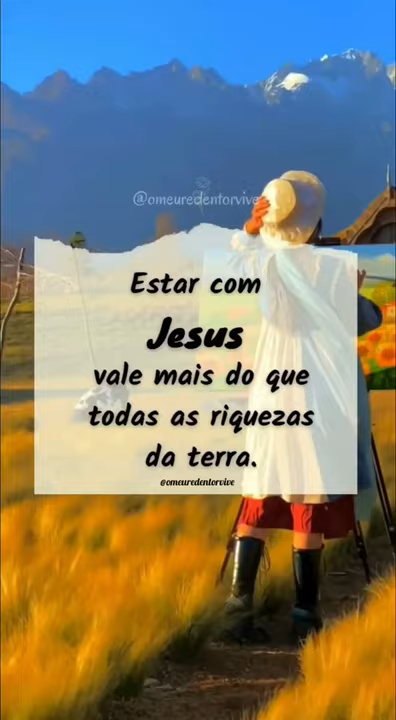 @omeuredentorvive
Estar com
Jesus
vale mais do que
todas as riquezas
da terra.
@omeuredentorvive